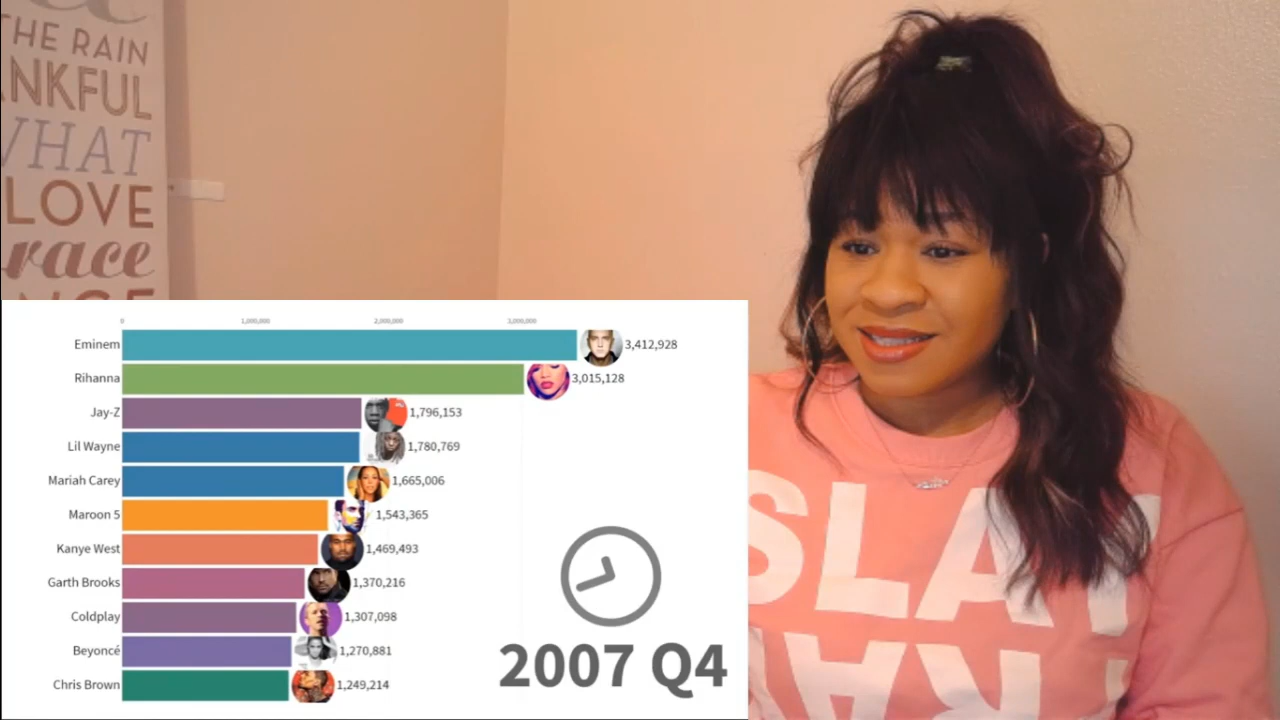 THE RAIN
ANKFUL
WHAT
LOVE
race
0 1,000,000 2,000,000 3,000,000
Eminem 3,412,928
Rihanna 3,015,128
Jay-Z 1,796,153
Lil Wayne 1,780,769
Mariah Carey 1,665,006
Maroon 5 1,543,365
Kanye West 1,469,493
Garth Brooks 1,370,216
Coldplay 1,307,098
Beyoncé 1,270,881
Chris Brown 1,249,214
2007 Q4
SLAY